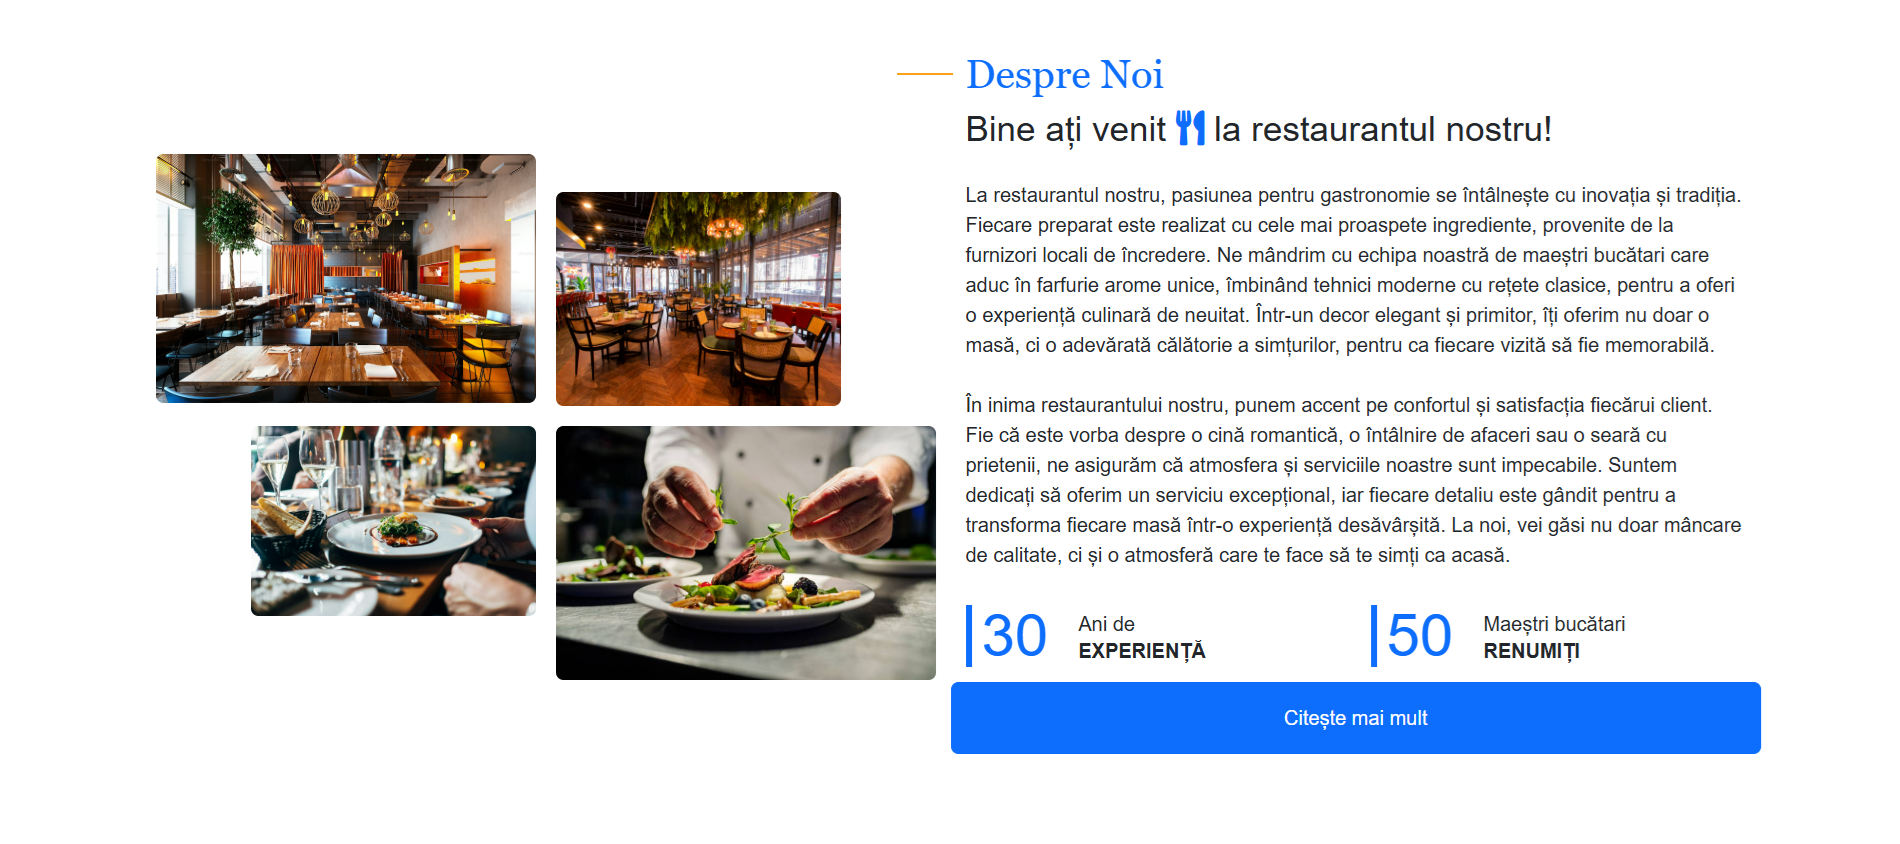 Despre Noi
Bine ați venit la restaurantul nostru!
La restaurantul nostru, pasiunea pentru gastronomie se întâlnește cu inovația și tradiția.
Fiecare preparat este realizat cu cele mai proaspete ingrediente, provenite de la
furnizori locali de încredere. Ne mândrim cu echipa noastră de maeștri bucătari care
aduc în farfurie arome unice, îmbinând tehnici moderne cu rețete clasice, pentru a oferi
o experiență culinară de neuitat. Într-un decor elegant și primitor, îți oferim nu doar o
masă, ci o adevărată călătorie a simțurilor, pentru ca fiecare vizită să fie memorabilă.
În inima restaurantului nostru, punem accent pe confortul și satisfacția fiecărui client.
Fie că este vorba despre o cină romantică, o întâlnire de afaceri sau o seară cu
prietenii, ne asigurăm că atmosfera și serviciile noastre sunt impecabile. Suntem
dedicați să oferim un serviciu excepțional, iar fiecare detaliu este gândit pentru a
transforma fiecare masă într-o experiență desăvârșită. La noi, vei găsi nu doar mâncare
de calitate, ci și o atmosferă care te face să te simți ca acasă.
30 Ani de
EXPERIENȚĂ
50 Maeștri bucătari
RENUMIȚI
Citește mai mult